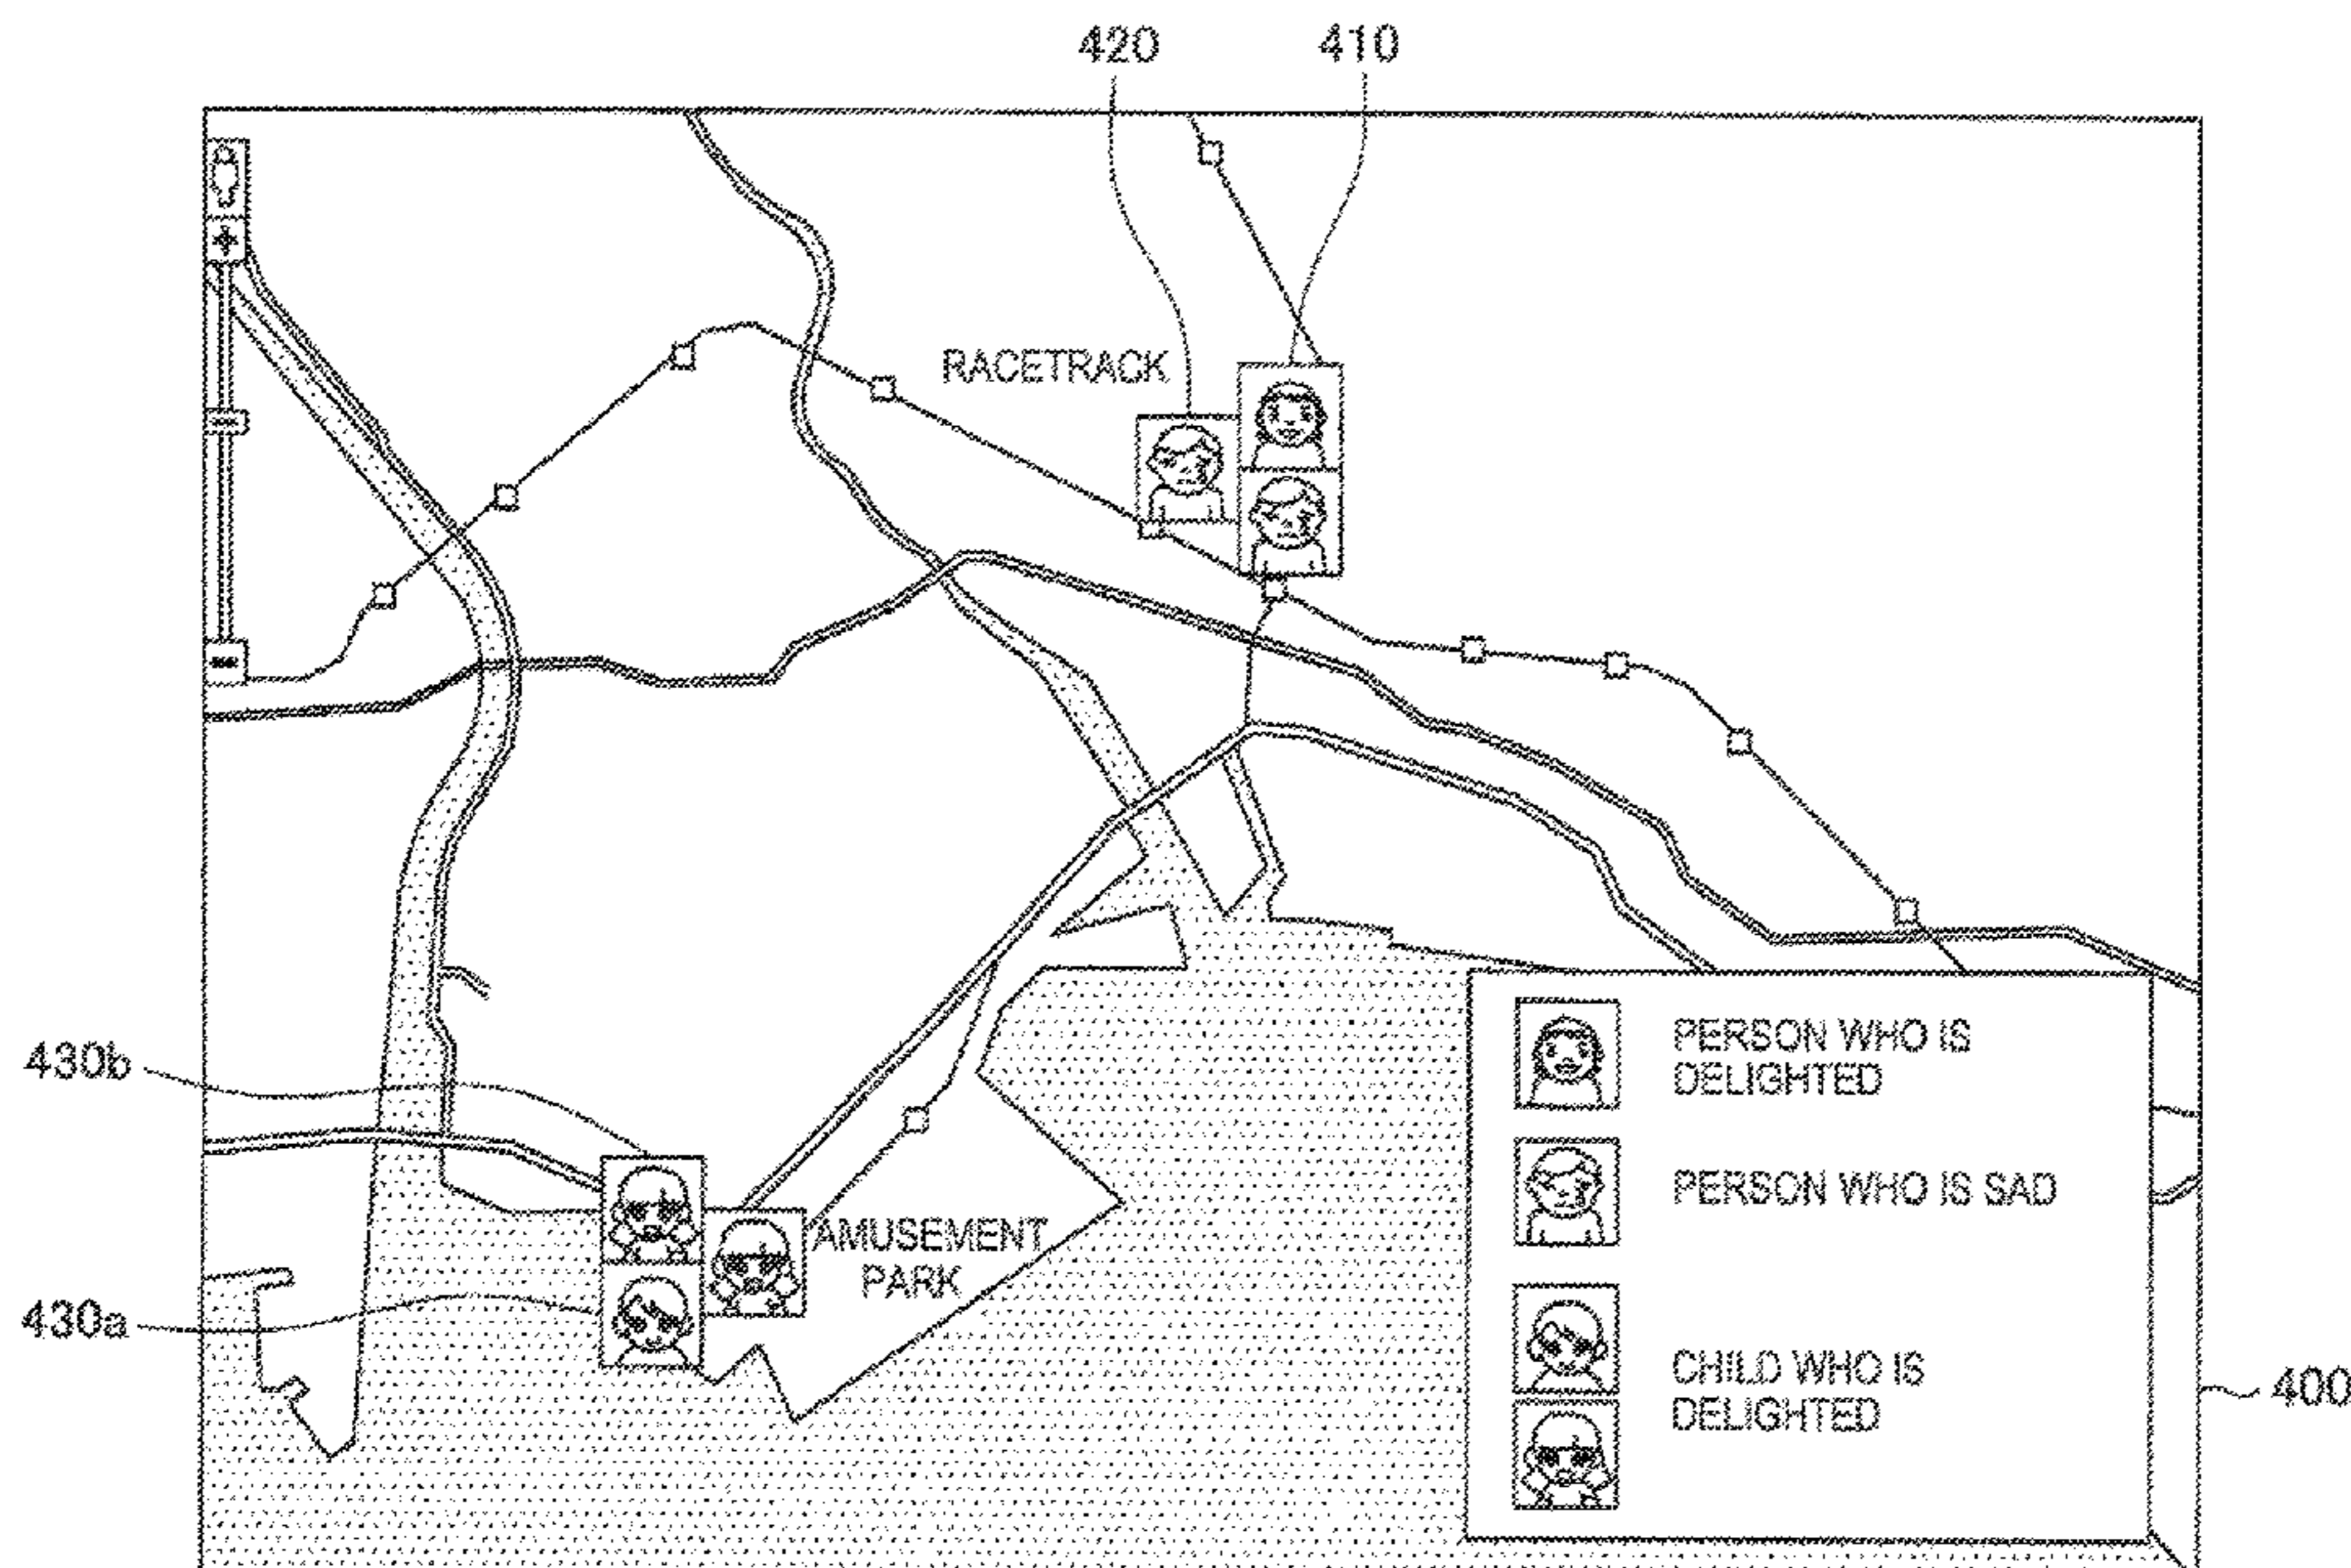 420
410
RACETRACK
430b
430a
AMUSEMENT
PARK
PERSON WHO IS
DELIGHTED
PERSON WHO IS SAD
CHILD WHO IS
DELIGHTED
400